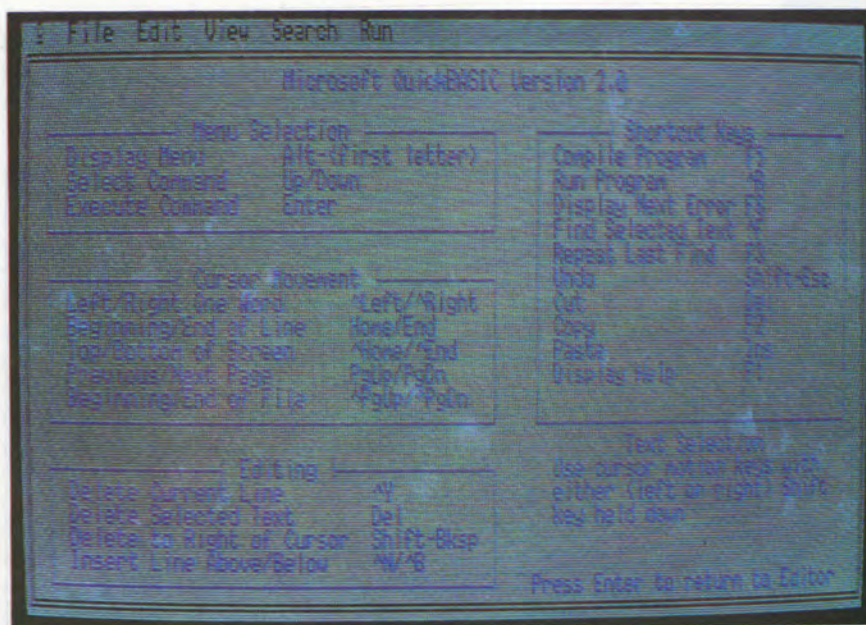 File Edit View Search Run
Microsoft QuickBASIC Version 2.0
Menu Selection
Display Menu Alt-(first letter)
Select Command Up/Down
Execute Command Enter
Cursor Movement
Left/Right One Word ^Left/^Right
Beginning/End of Line Home/End
Top/Bottom of Screen ^Home/^End
Previous/Next Page PgUp/PgDn
Beginning/End of File ^PgUp/^PgDn
Editing
Delete Current Line ^Y
Delete Selected Text Del
Delete to Right of Cursor Shift-Bksp
Insert Line Above/Below ^N/^B
Shortcut Keys
Compile Program
Run Program
Display Next Error
Find Selected Text
Repeat Last Find F3
Undo Shift-Esc
Cut
Copy
Paste Ins
Display Help F1
Text Selection
Use cursor motion keys with
either (left or right) Shift
key held down
Press Enter to return to Editor